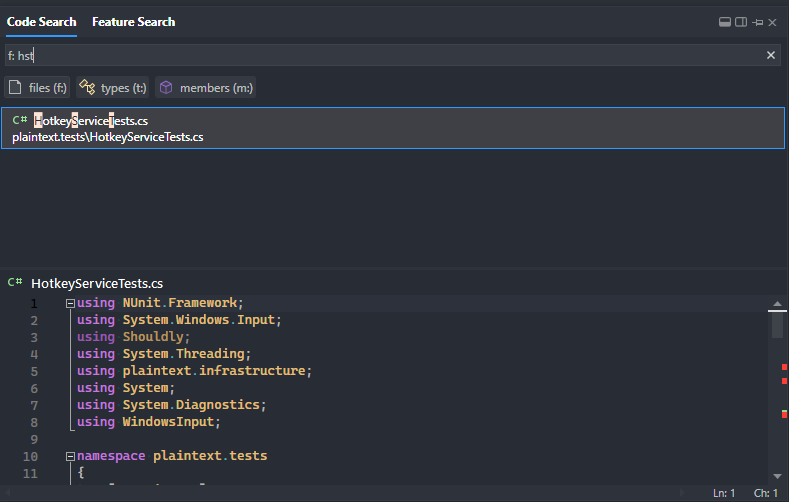 Code Search Feature Search
f: hst
files (f:) types (t:) members (m:)
C# HotkeyServiceTests.cs
plaintext.tests\HotkeyServiceTests.cs
C# HotkeyServiceTests.cs
1 using NUnit.Framework;
2 using System.Windows.Input;
3 using Shouldly;
4 using System.Threading;
5 using plaintext.infrastructure;
6 using System;
7 using System.Diagnostics;
8 using WindowsInput;
9
10 namespace plaintext.tests
11 {
Ln: 1 Ch: 1